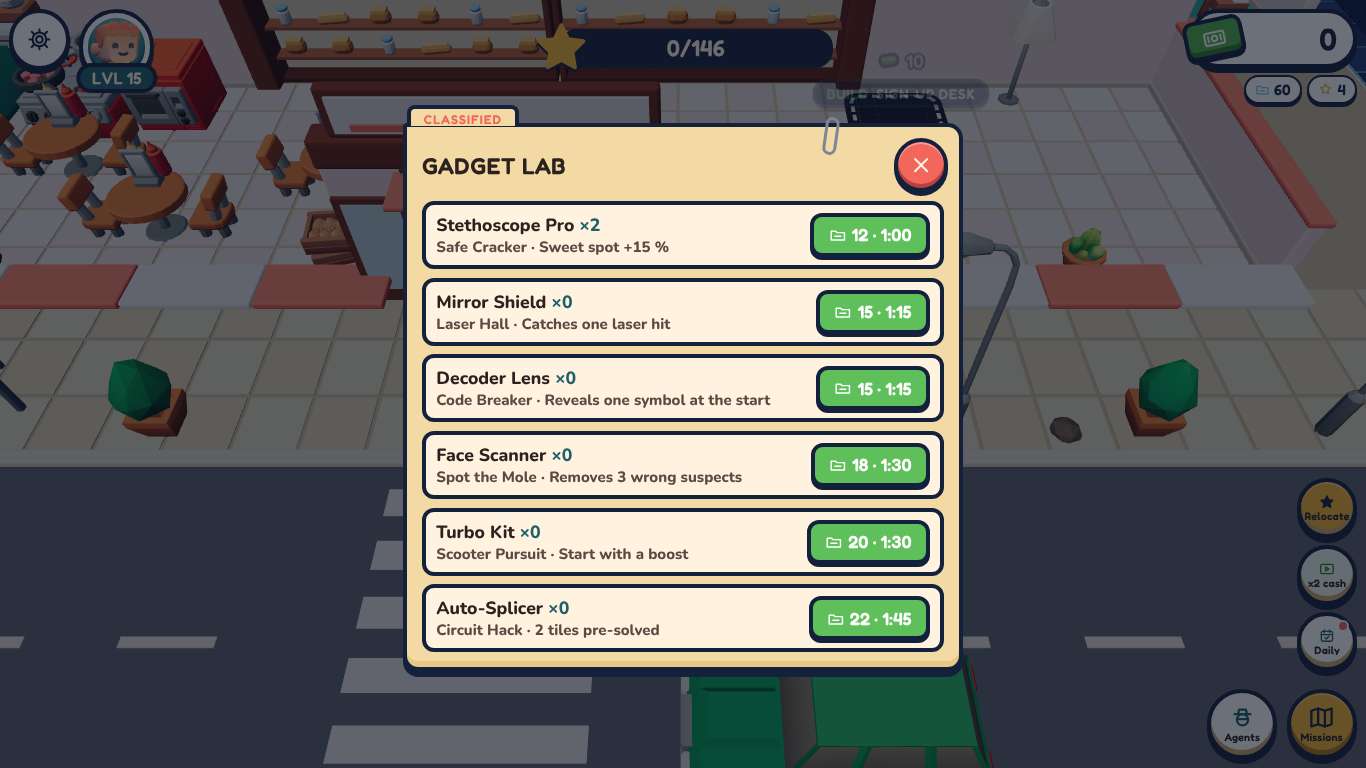 0/146
0
LVL 15
10
60
4
BUILD SIGN-UP DESK
CLASSIFIED
GADGET LAB
Stethoscope Pro ×2
Safe Cracker · Sweet spot +15 %
12 · 1:00
Mirror Shield ×0
Laser Hall · Catches one laser hit
15 · 1:15
Decoder Lens ×0
Code Breaker · Reveals one symbol at the start
15 · 1:15
Face Scanner ×0
Spot the Mole · Removes 3 wrong suspects
18 · 1:30
Turbo Kit ×0
Scooter Pursuit · Start with a boost
20 · 1:30
Auto-Splicer ×0
Circuit Hack · 2 tiles pre-solved
22 · 1:45
Relocate
x2 cash
Daily
Agents
Missions